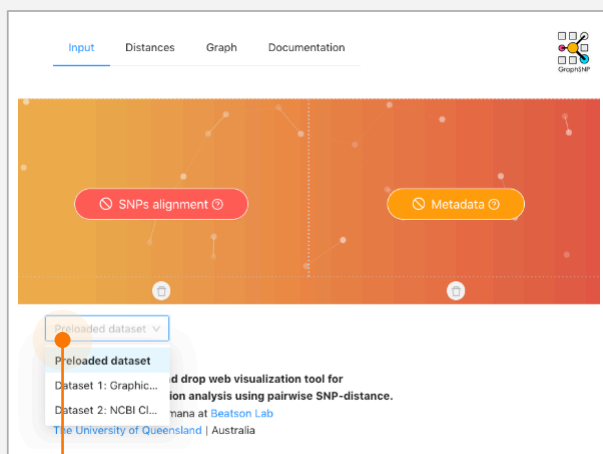 Input Distances Graph Documentation
GraphSNP
SNPs alignment
Metadata
Preloaded dataset
Preloaded dataset
Dataset 1: Graphic...
d drop web visualization tool for
ion analysis using pairwise SNP-distance.
Dataset 2: NCBI Cl...
mana at Beatson Lab
The University of Queensland | Australia